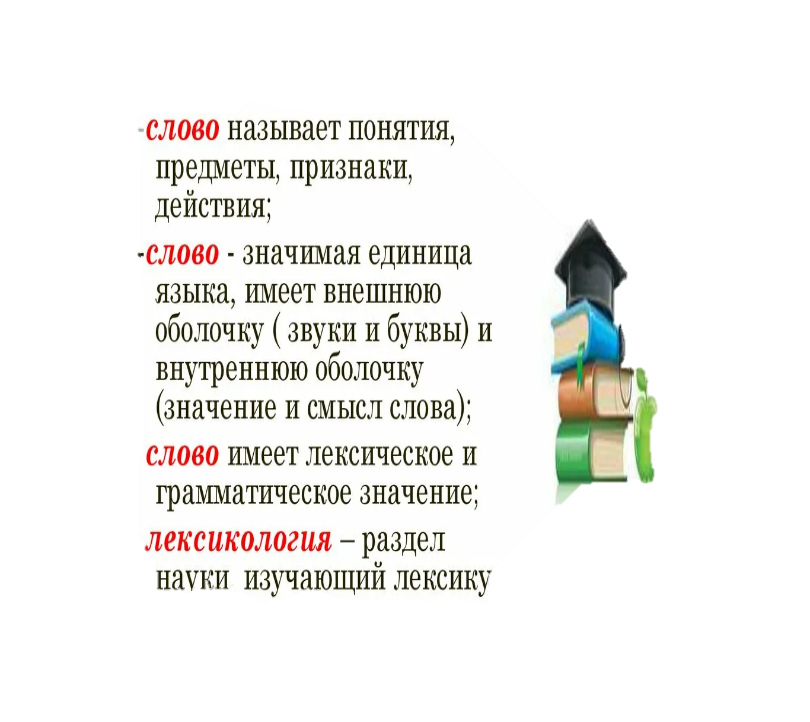 -слово называет понятия,
предметы, признаки,
действия;
-слово - значимая единица
языка, имеет внешнюю
оболочку ( звуки и буквы) и
внутреннюю оболочку
(значение и смысл слова);
слово имеет лексическое и
грамматическое значение;
лексикология – раздел
науки изучающий лексику